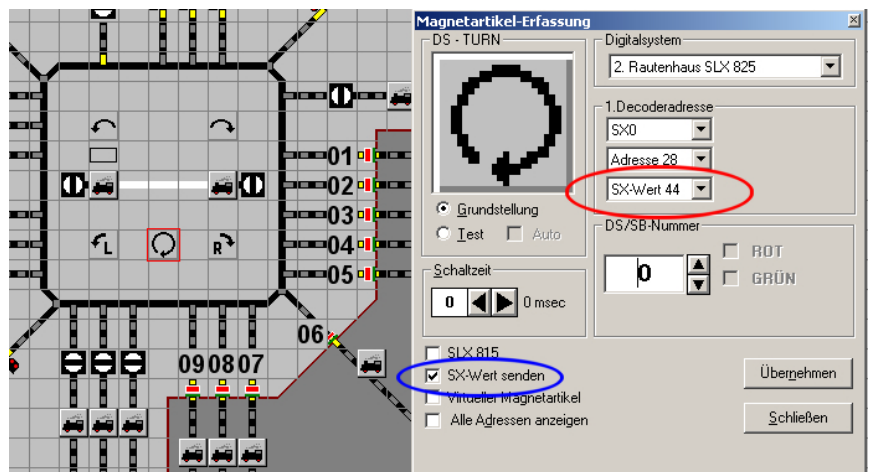 01
02
03
04
05
L
R
06
09 08 07
Magnetartikel-Erfassung
DS - TURN
Grundstellung
Test
Auto
Schaltzeit
0
0 msec
SLX 815
SX-Wert senden
Virtueller Magnetartikel
Alle Adressen anzeigen
Digitalsystem
2. Rautenhaus SLX 825
1.Decoderadresse
SX0
Adresse 28
SX-Wert 44
DS/SB-Nummer
0
ROT
GRÜN
Übernehmen
Schließen